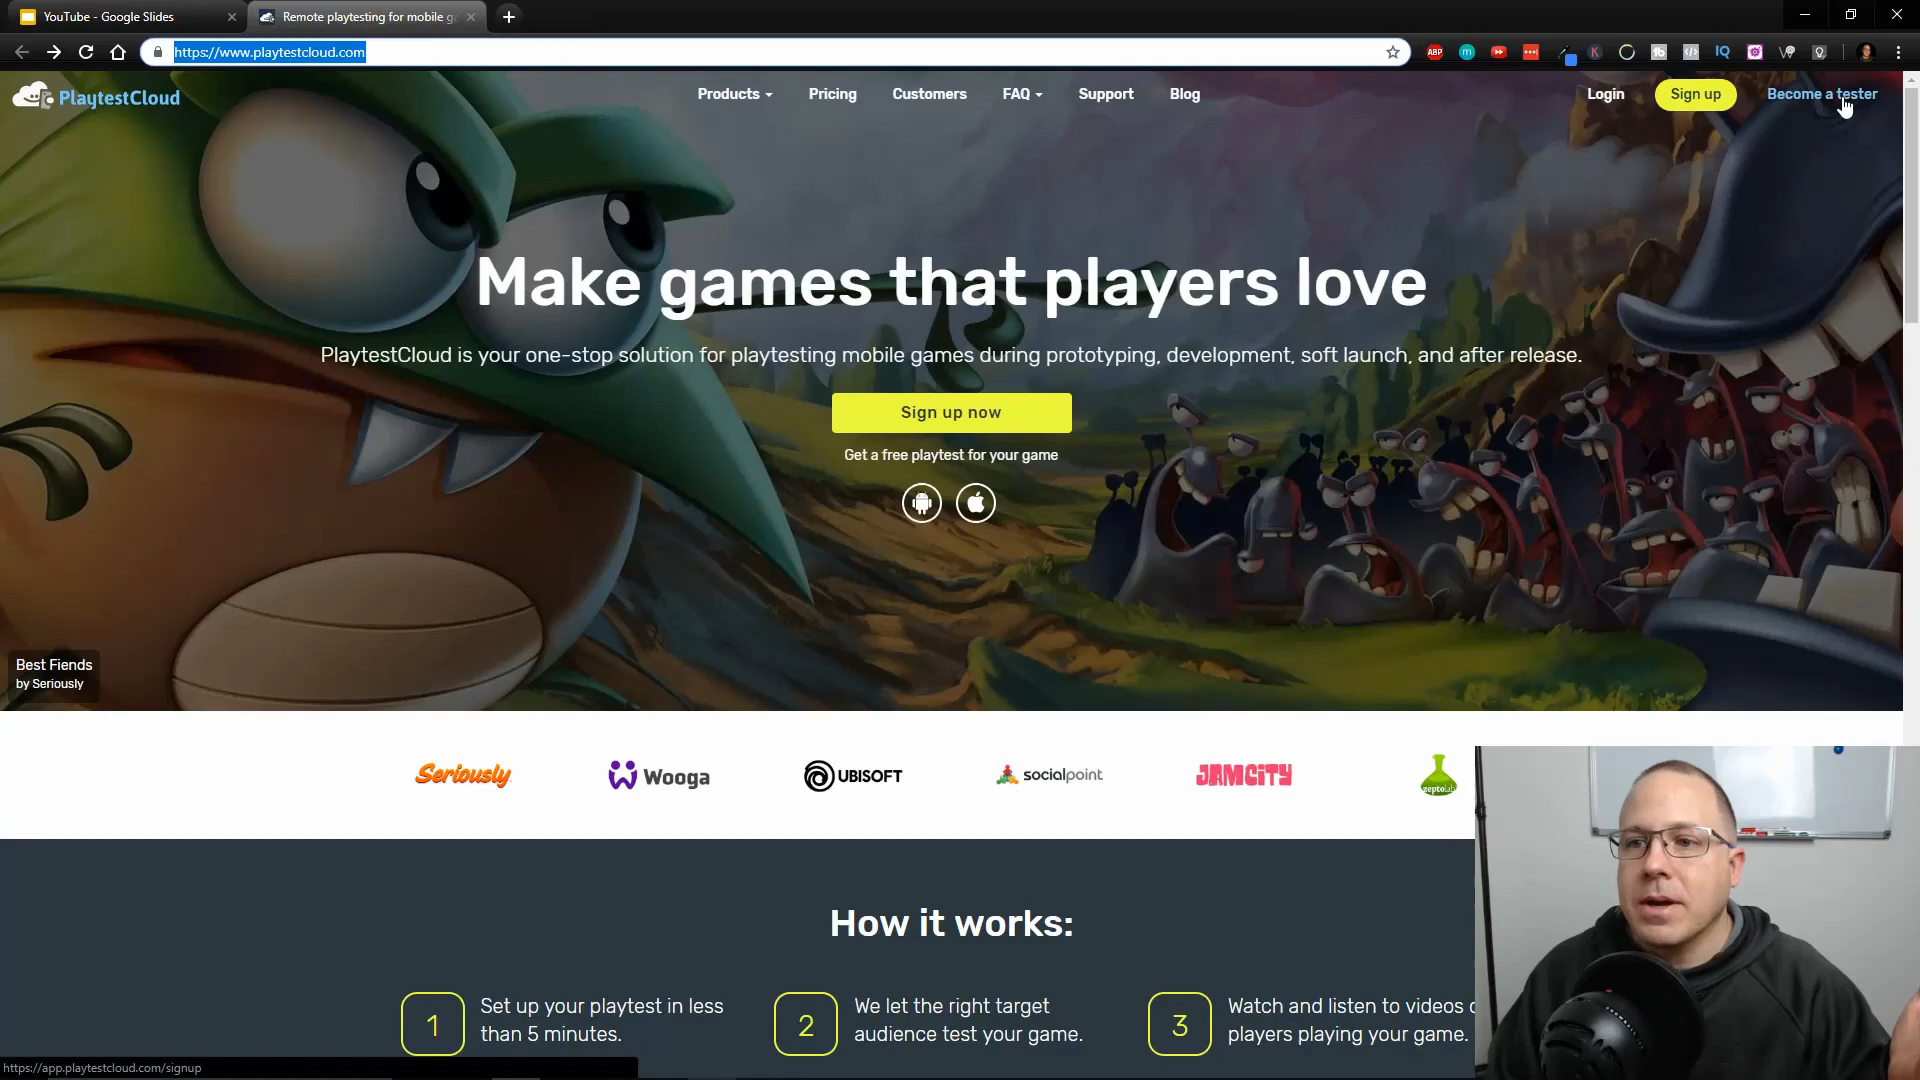 YouTube - Google Slides
Remote playtesting for mobile ga
https://www.playtestcloud.com
ABP
m
K
IQ
PlaytestCloud
Products
Pricing
Customers
FAQ
Support
Blog
Login
Sign up
Become a tester
Make games that players love
PlaytestCloud is your one-stop solution for playtesting mobile games during prototyping, development, soft launch, and after release.
Sign up now
Get a free playtest for your game
Best Fiends
by Seriously
Seriously
Wooga
UBISOFT
socialpoint
JAMCITY
zeptolab
How it works:
1
Set up your playtest in less
than 5 minutes.
2
We let the right target
audience test your game.
3
Watch and listen to videos
players playing your game.
https://app.playtestcloud.com/signup